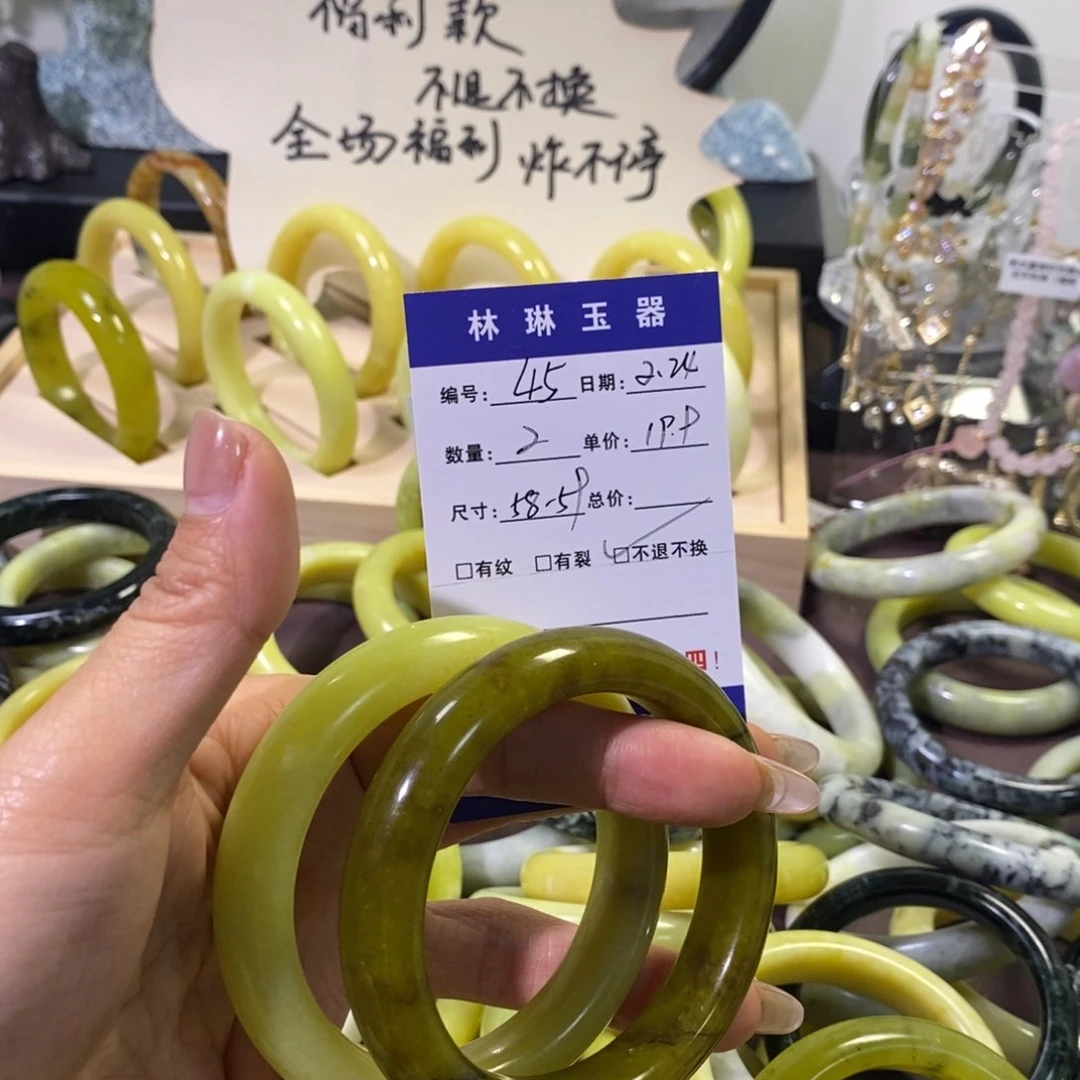 福利款
不退不换
全场福利 炸不停
林琳玉器
编号: 45 日期: 2.24
数量: 2 单价: 19.9
尺寸: 58-59 总价:
□有纹 □有裂 □不退不换
四!